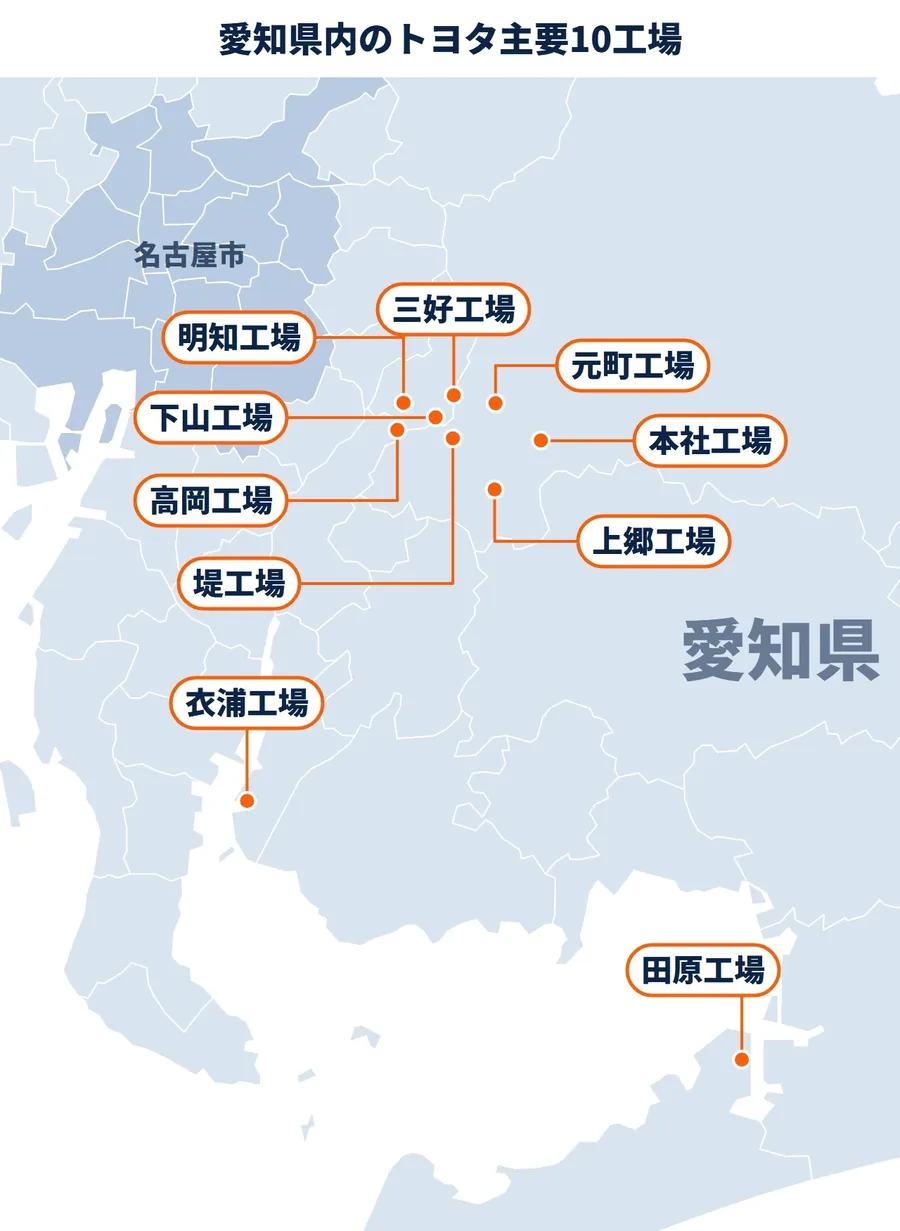 愛知県内のトヨタ主要10工場
名古屋市
三好工場
明知工場
元町工場
下山工場
本社工場
高岡工場
上郷工場
堤工場
愛知県
衣浦工場
田原工場